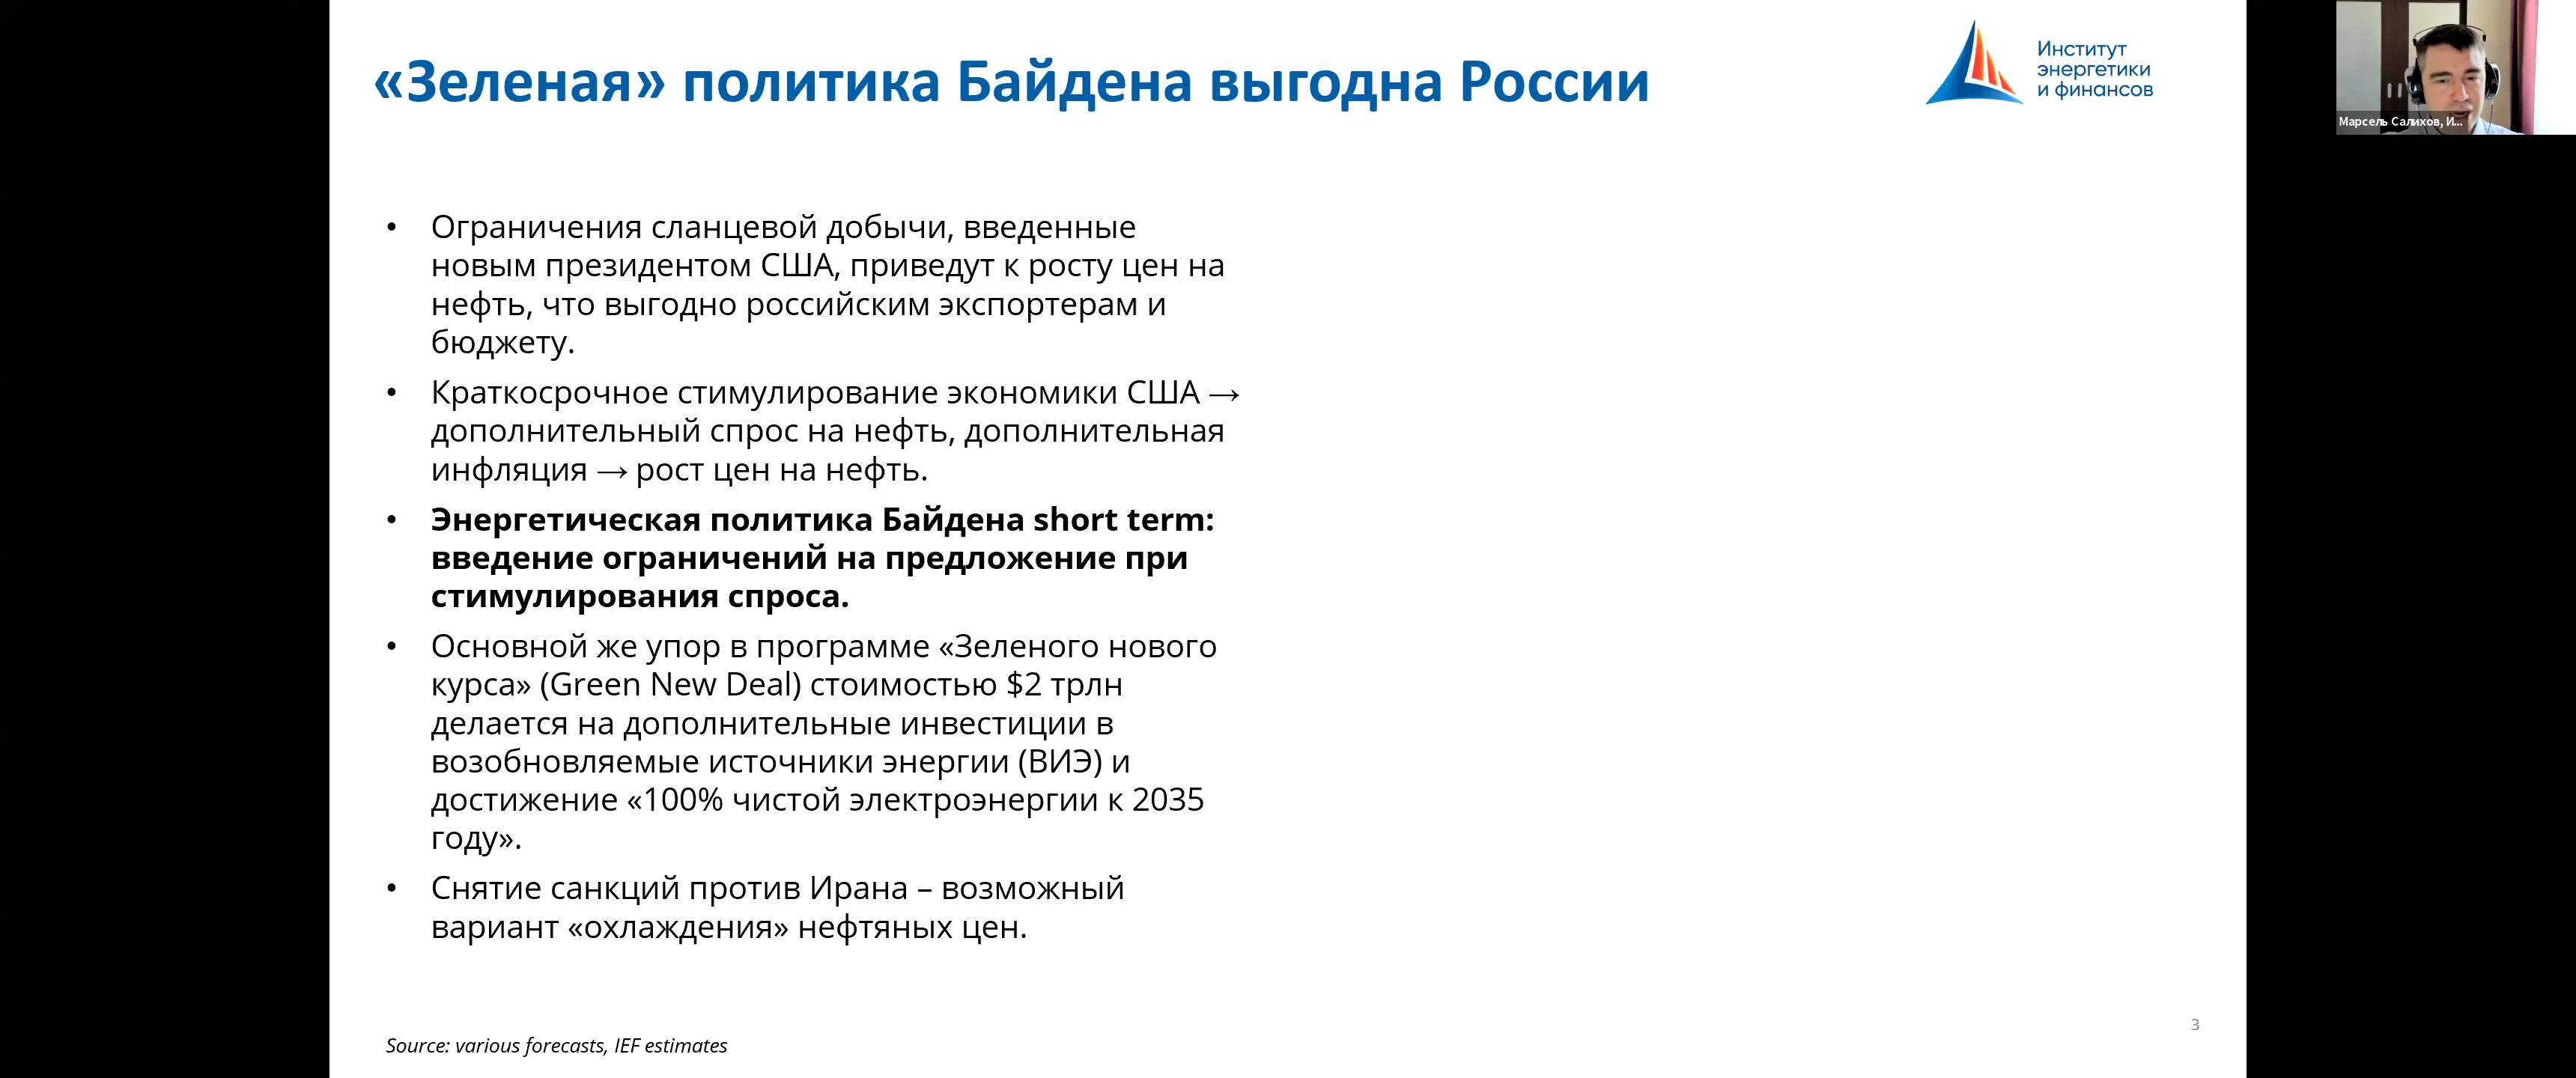 «Зеленая» политика Байдена выгодна России
Институт
энергетики
и финансов
Марсель Салихов, И...
• Ограничения сланцевой добычи, введенные
новым президентом США, приведут к росту цен на
нефть, что выгодно российским экспортерам и
бюджету.
• Краткосрочное стимулирование экономики США →
дополнительный спрос на нефть, дополнительная
инфляция → рост цен на нефть.
• Энергетическая политика Байдена short term:
введение ограничений на предложение при
стимулирования спроса.
• Основной же упор в программе «Зеленого нового
курса» (Green New Deal) стоимостью $2 трлн
делается на дополнительные инвестиции в
возобновляемые источники энергии (ВИЭ) и
достижение «100% чистой электроэнергии к 2035
году».
• Снятие санкций против Ирана – возможный
вариант «охлаждения» нефтяных цен.
3
Source: various forecasts, IEF estimates